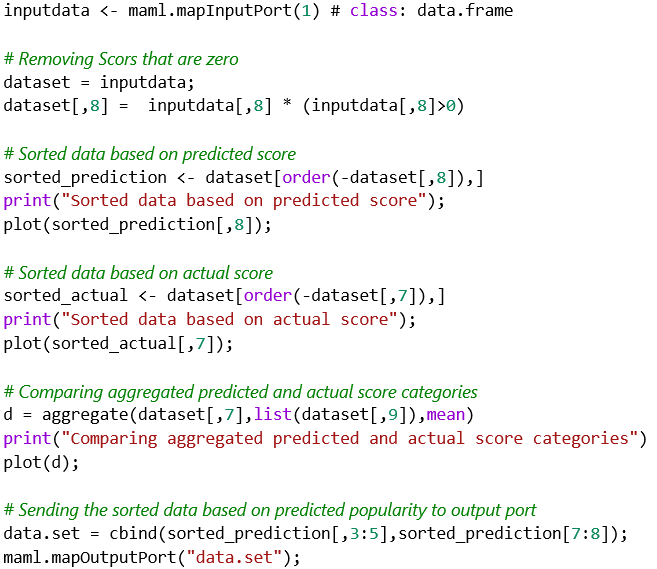 inputdata <- maml.mapInputPort(1) # class: data.frame
# Removing Scors that are zero
dataset = inputdata;
dataset[,8] =  inputdata[,8] * (inputdata[,8]>0)
# Sorted data based on predicted score
sorted_prediction <- dataset[order(-dataset[,8]),]
print("Sorted data based on predicted score");
plot(sorted_prediction[,8]);
# Sorted data based on actual score
sorted_actual <- dataset[order(-dataset[,7]),]
print("Sorted data based on actual score");
plot(sorted_actual[,7]);
# Comparing aggregated predicted and actual score categories
d = aggregate(dataset[,7],list(dataset[,9]),mean)
print("Comparing aggregated predicted and actual score categories")
plot(d);
# Sending the sorted data based on predicted popularity to output port
data.set = cbind(sorted_prediction[,3:5],sorted_prediction[7:8]);
maml.mapOutputPort("data.set");